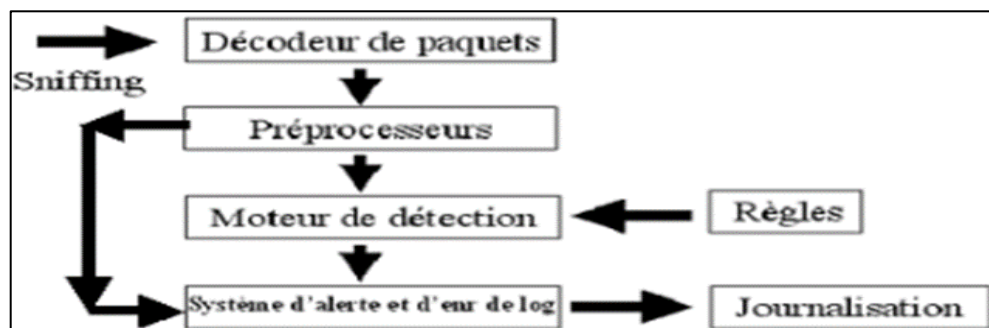 Décodeur de paquets
Sniffing
Préprocesseurs
Moteur de détection
Règles
Système d'alerte et d'enr de log
Journalisation